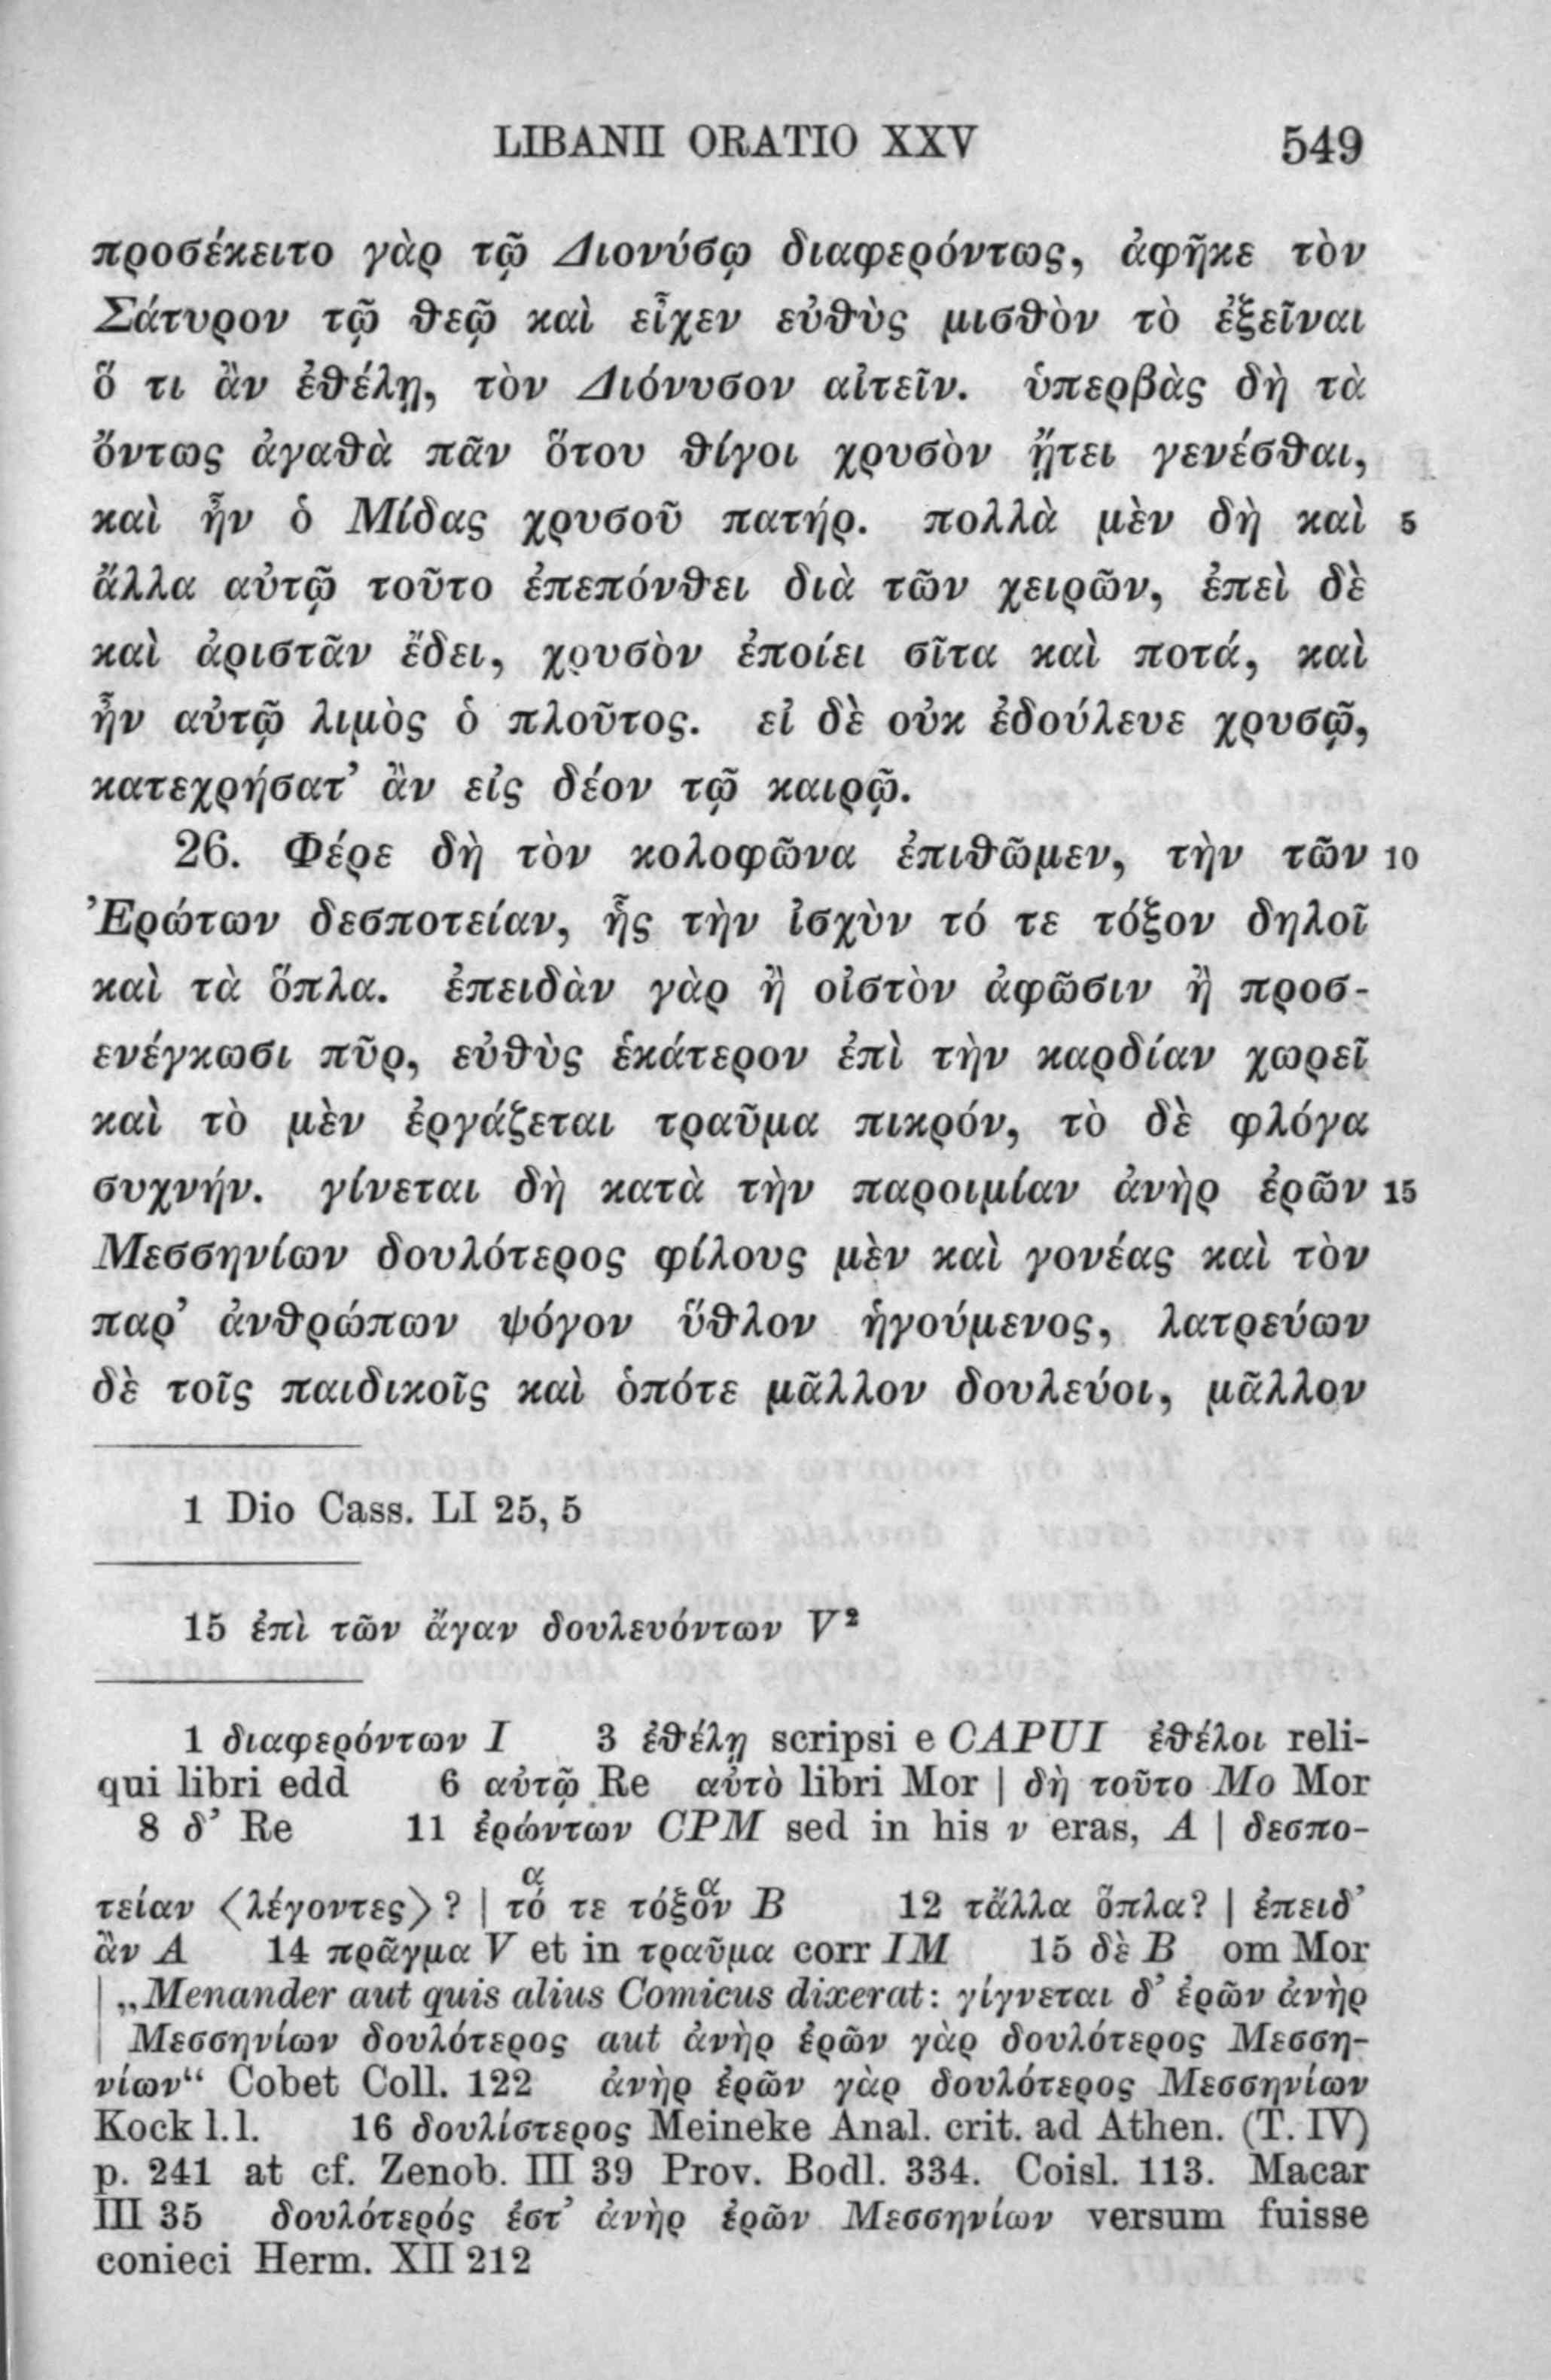 LIBANII ORATIO XXV 549
προσέκειτο γὰρ τῷ Διονύσῳ διαφερόντως, ἀφῆκε τὸν
Σάτυρον τῷ θεῷ καὶ εἶχεν εὐθὺς μισθὸν τὸ ἐξεῖναι
ὅ τι ἂν ἐθέλῃ, τὸν Διόνυσον αἰτεῖν. ὑπερβὰς δὴ τὰ
ὄντως ἀγαθὰ πᾶν ὅτου θίγοι χρυσὸν ᾔτει γενέσθαι,
καὶ ἦν ὁ Μίδας χρυσοῦ πατήρ. πολλὰ μὲν δὴ καὶ 5
ἄλλα αὐτῷ τοῦτο ἐπεπόνθει διὰ τῶν χειρῶν, ἐπεὶ δὲ
καὶ ἀριστᾶν ἔδει, χρυσὸν ἐποίει σῖτα καὶ ποτά, καὶ
ἦν αὐτῷ λιμὸς ὁ πλοῦτος. εἰ δὲ οὐκ ἐδούλευε χρυσῷ,
κατεχρήσατ’ ἂν εἰς δέον τῷ καιρῷ.
26. Φέρε δὴ τὸν κολοφῶνα ἐπιθῶμεν, τὴν τῶν 10
Ἐρώτων δεσποτείαν, ἧς τὴν ἰσχὺν τό τε τόξον δηλοῖ
καὶ τὰ ὅπλα. ἐπειδὰν γὰρ ἢ οἰστὸν ἀφῶσιν ἢ προσ-
ενέγκωσι πῦρ, εὐθὺς ἑκάτερον ἐπὶ τὴν καρδίαν χωρεῖ
καὶ τὸ μὲν ἐργάζεται τραῦμα πικρόν, τὸ δὲ φλόγα
συχνήν. γίνεται δὴ κατὰ τὴν παροιμίαν ἀνὴρ ἐρῶν 15
Μεσσηνίων δουλότερος φίλους μὲν καὶ γονέας καὶ τὸν
παρ’ ἀνθρώπων ψόγον ὕθλον ἡγούμενος, λατρεύων
δὲ τοῖς παιδικοῖς καὶ ὁπότε μᾶλλον δουλεύοι, μᾶλλον
1 Dio Cass. LI 25, 5
15 ἐπὶ τῶν ἄγαν δουλευόντων V²
1 διαφερόντων I 3 ἐθέλῃ scripsi e CAPUI ἐθέλοι reli-
qui libri edd 6 αὐτῷ Re αὐτὸ libri Mor | δὴ τοῦτο Mo Mor
8 δ’ Re 11 ἐρώντων CPM sed in his ν eras, A | δεσπο-
τείαν ⟨λέγοντες⟩? | τό<sup>α</sup> τε τόξον<sup>α</sup> B 12 τἄλλα ὅπλα? | ἐπειδ’
ἂν A 14 πρᾶγμα V et in τραῦμα corr IM 15 δὲ B om Mor
| „Menander aut quis alius Comicus dixerat: γίγνεται δ’ ἐρῶν ἀνὴρ
| Μεσσηνίων δουλότερος aut ἀνὴρ ἐρῶν γὰρ δουλότερος Μεσση-
νίων“ Cobet Coll. 122 ἀνὴρ ἐρῶν γὰρ δουλότερος Μεσσηνίων
Kock l. l. 16 δουλίστερος Meineke Anal. crit. ad Athen. (T. IV)
p. 241 at cf. Zenob. III 39 Prov. Bodl. 334. Coisl. 113. Macar
III 35 δουλότερός ἐστ’ ἀνὴρ ἐρῶν Μεσσηνίων versum fuisse
conieci Herm. XII 212